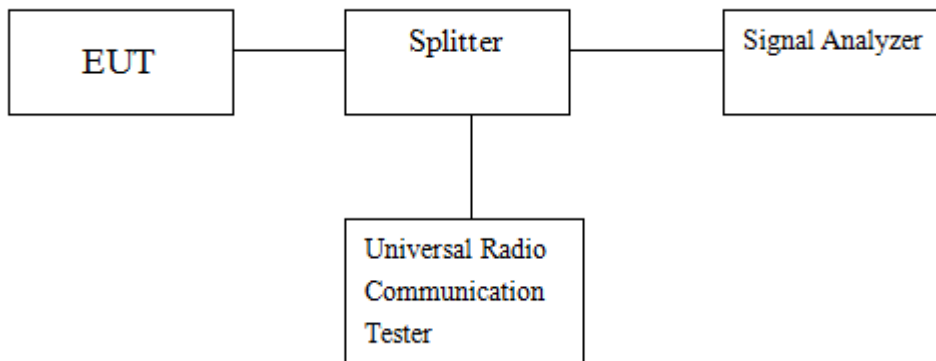 EUT
Splitter
Signal Analyzer
Universal Radio
Communication
Tester